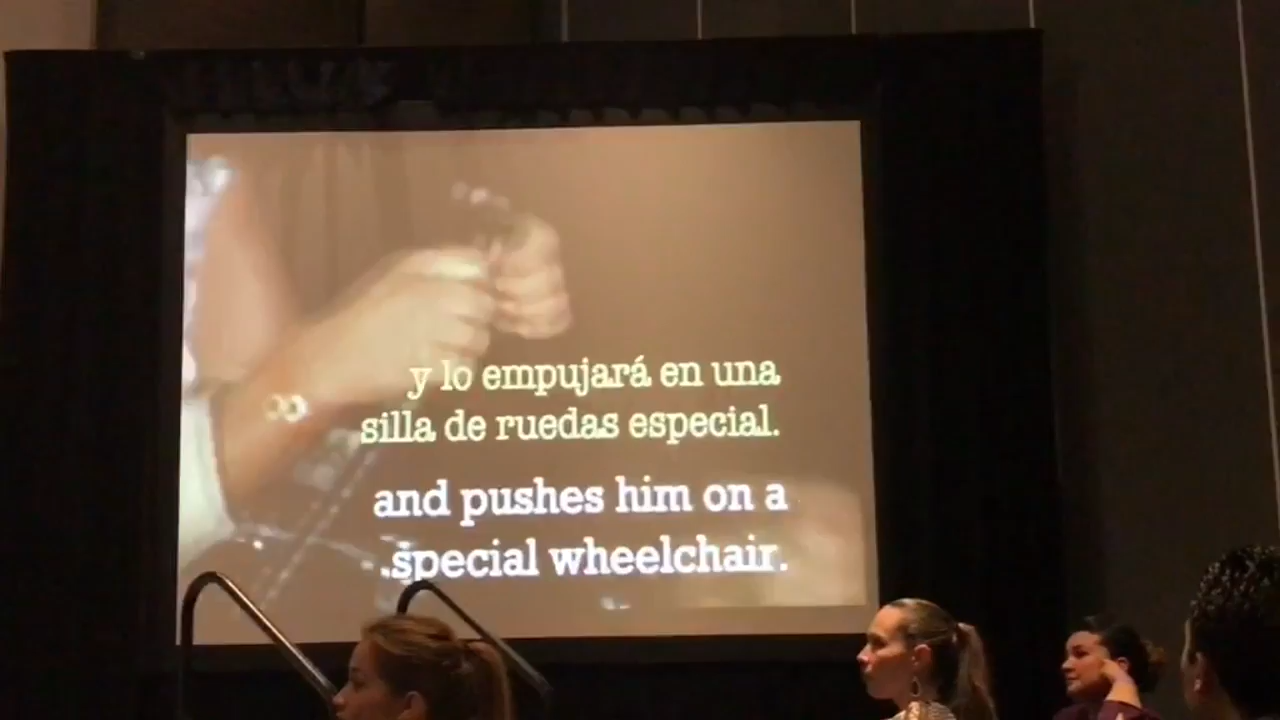 y lo empujará en una
silla de ruedas especial.
and pushes him on a
special wheelchair.